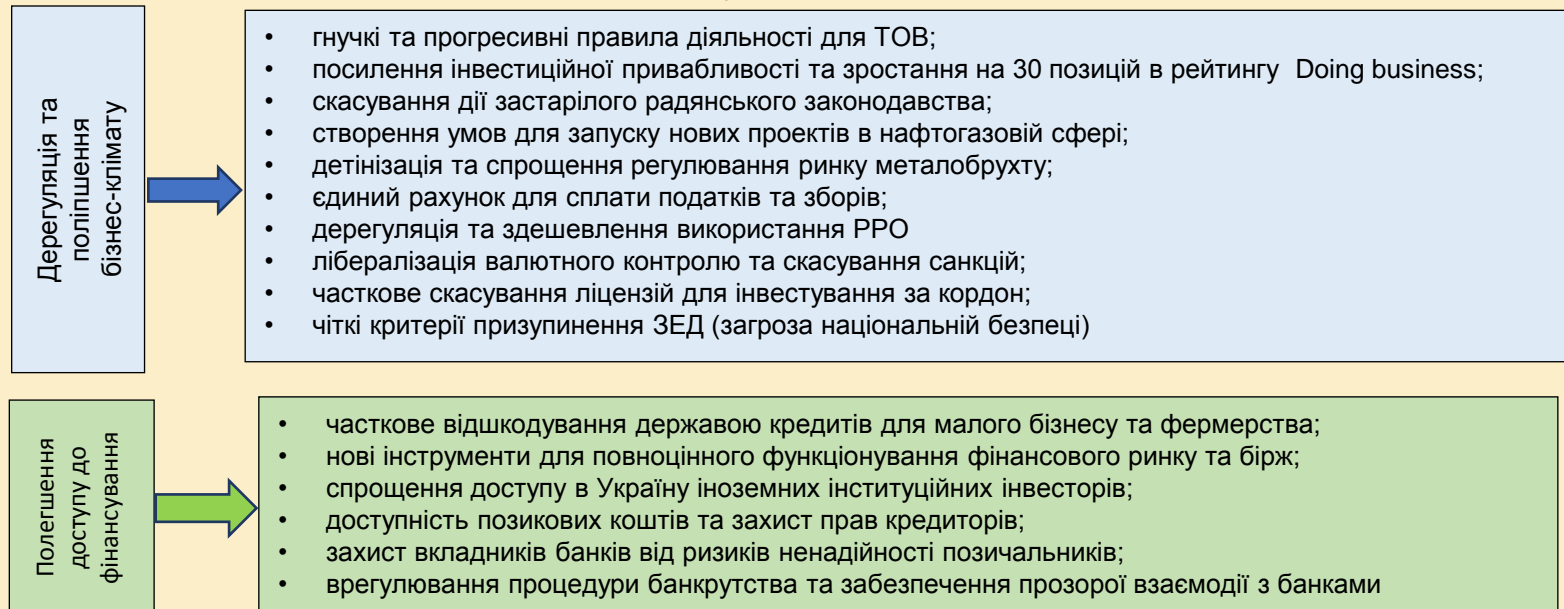 Дерегуляція та
поліпшення
бізнес-клімату
• гнучкі та прогресивні правила діяльності для ТОВ;
• посилення інвестиційної привабливості та зростання на 30 позицій в рейтингу Doing business;
• скасування дії застарілого радянського законодавства;
• створення умов для запуску нових проектів в нафтогазовій сфері;
• детінізація та спрощення регулювання ринку металобрухту;
• єдиний рахунок для сплати податків та зборів;
• дерегуляція та здешевлення використання РРО
• лібералізація валютного контролю та скасування санкцій;
• часткове скасування ліцензій для інвестування за кордон;
• чіткі критерії призупинення ЗЕД (загроза національній безпеці)
Полегшення
доступу до
фінансування
• часткове відшкодування державою кредитів для малого бізнесу та фермерства;
• нові інструменти для повноцінного функціонування фінансового ринку та бірж;
• спрощення доступу в Україну іноземних інституційних інвесторів;
• доступність позикових коштів та захист прав кредиторів;
• захист вкладників банків від ризиків ненадійності позичальників;
• врегулювання процедури банкрутства та забезпечення прозорої взаємодії з банками